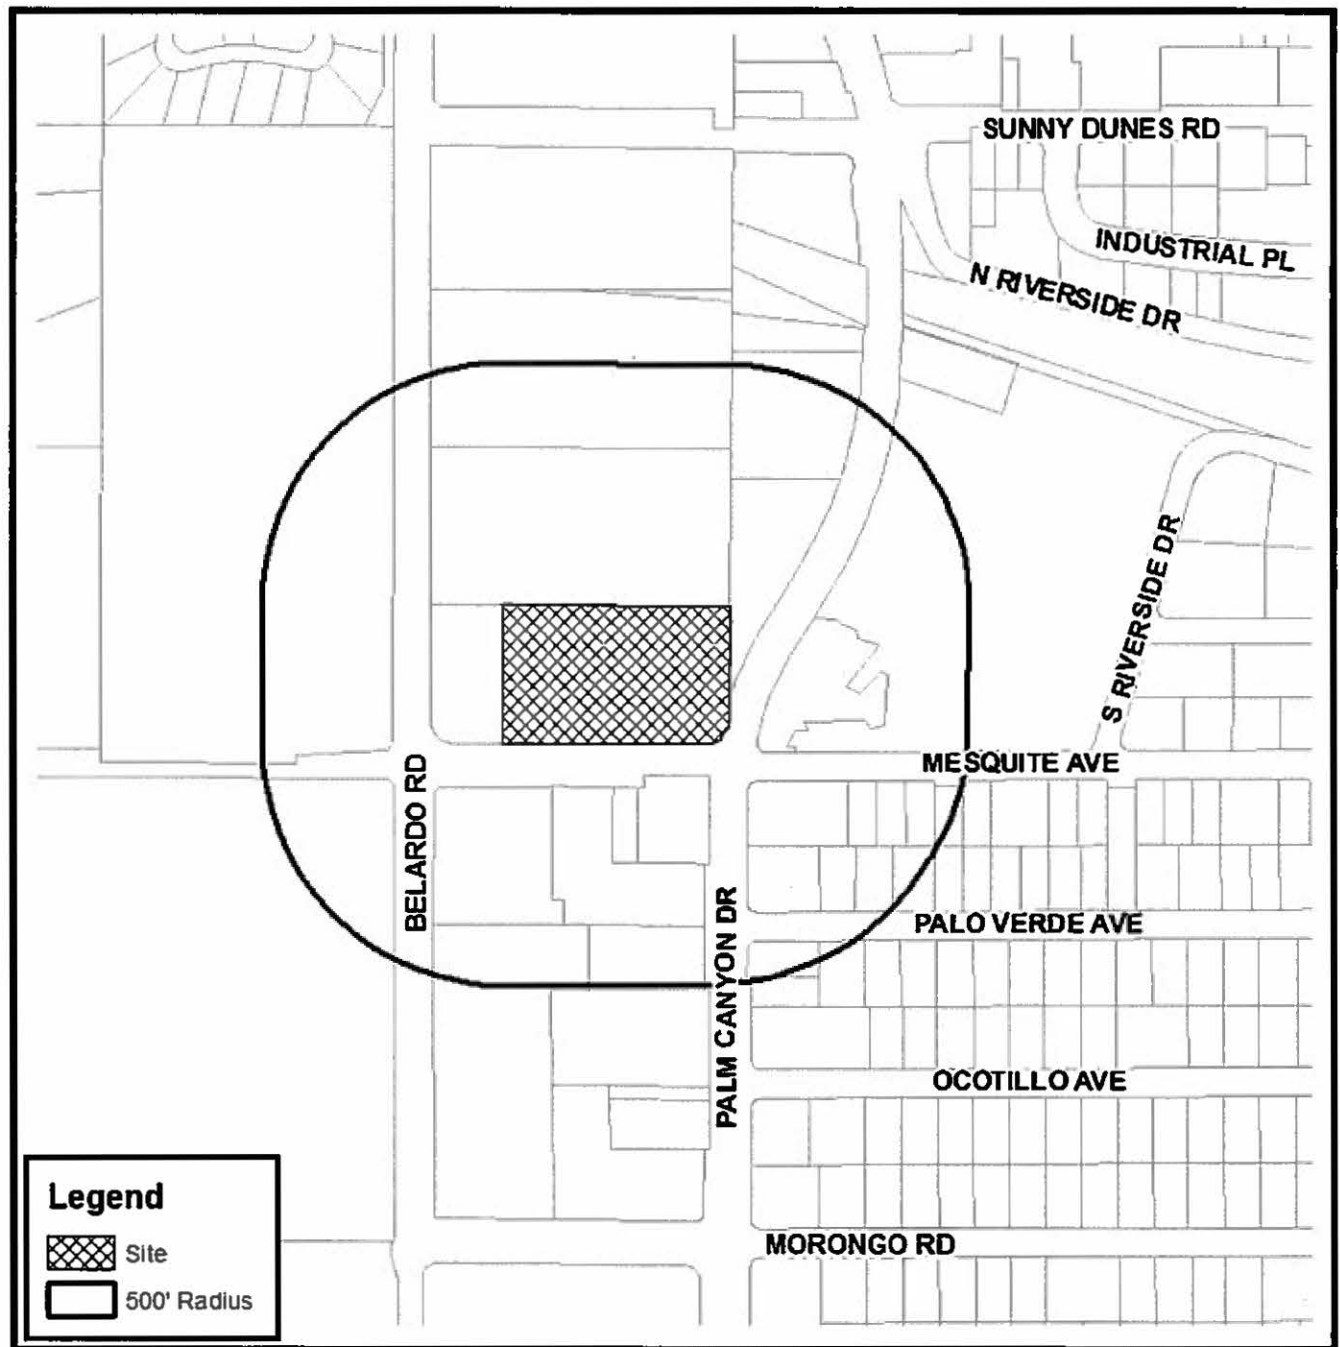 SUNNY DUNES RD
INDUSTRIAL PL
N RIVERSIDE DR
S RIVERSIDE DR
MESQUITE AVE
BELARDO RD
PALM CANYON DR
PALO VERDE AVE
OCOTILLO AVE
MORONGO RD
Legend
Site
500' Radius